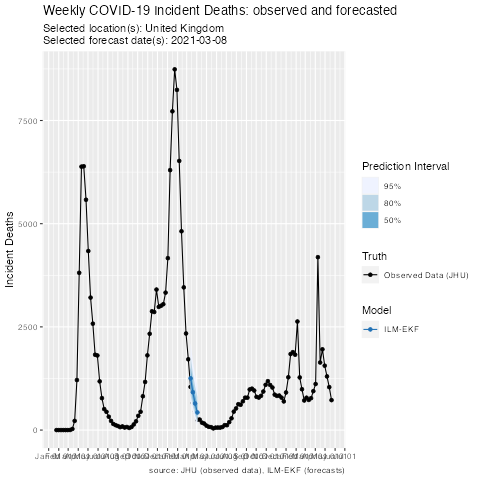 Weekly COVID-19 Incident Deaths: observed and forecasted
Selected location(s): United Kingdom
Selected forecast date(s): 2021-03-08
Incident Deaths
7500
5000
2500
0
source: JHU (observed data), ILM-EKF (forecasts)
Prediction Interval
95%
80%
50%
Truth
Observed Data (JHU)
Model
ILM-EKF